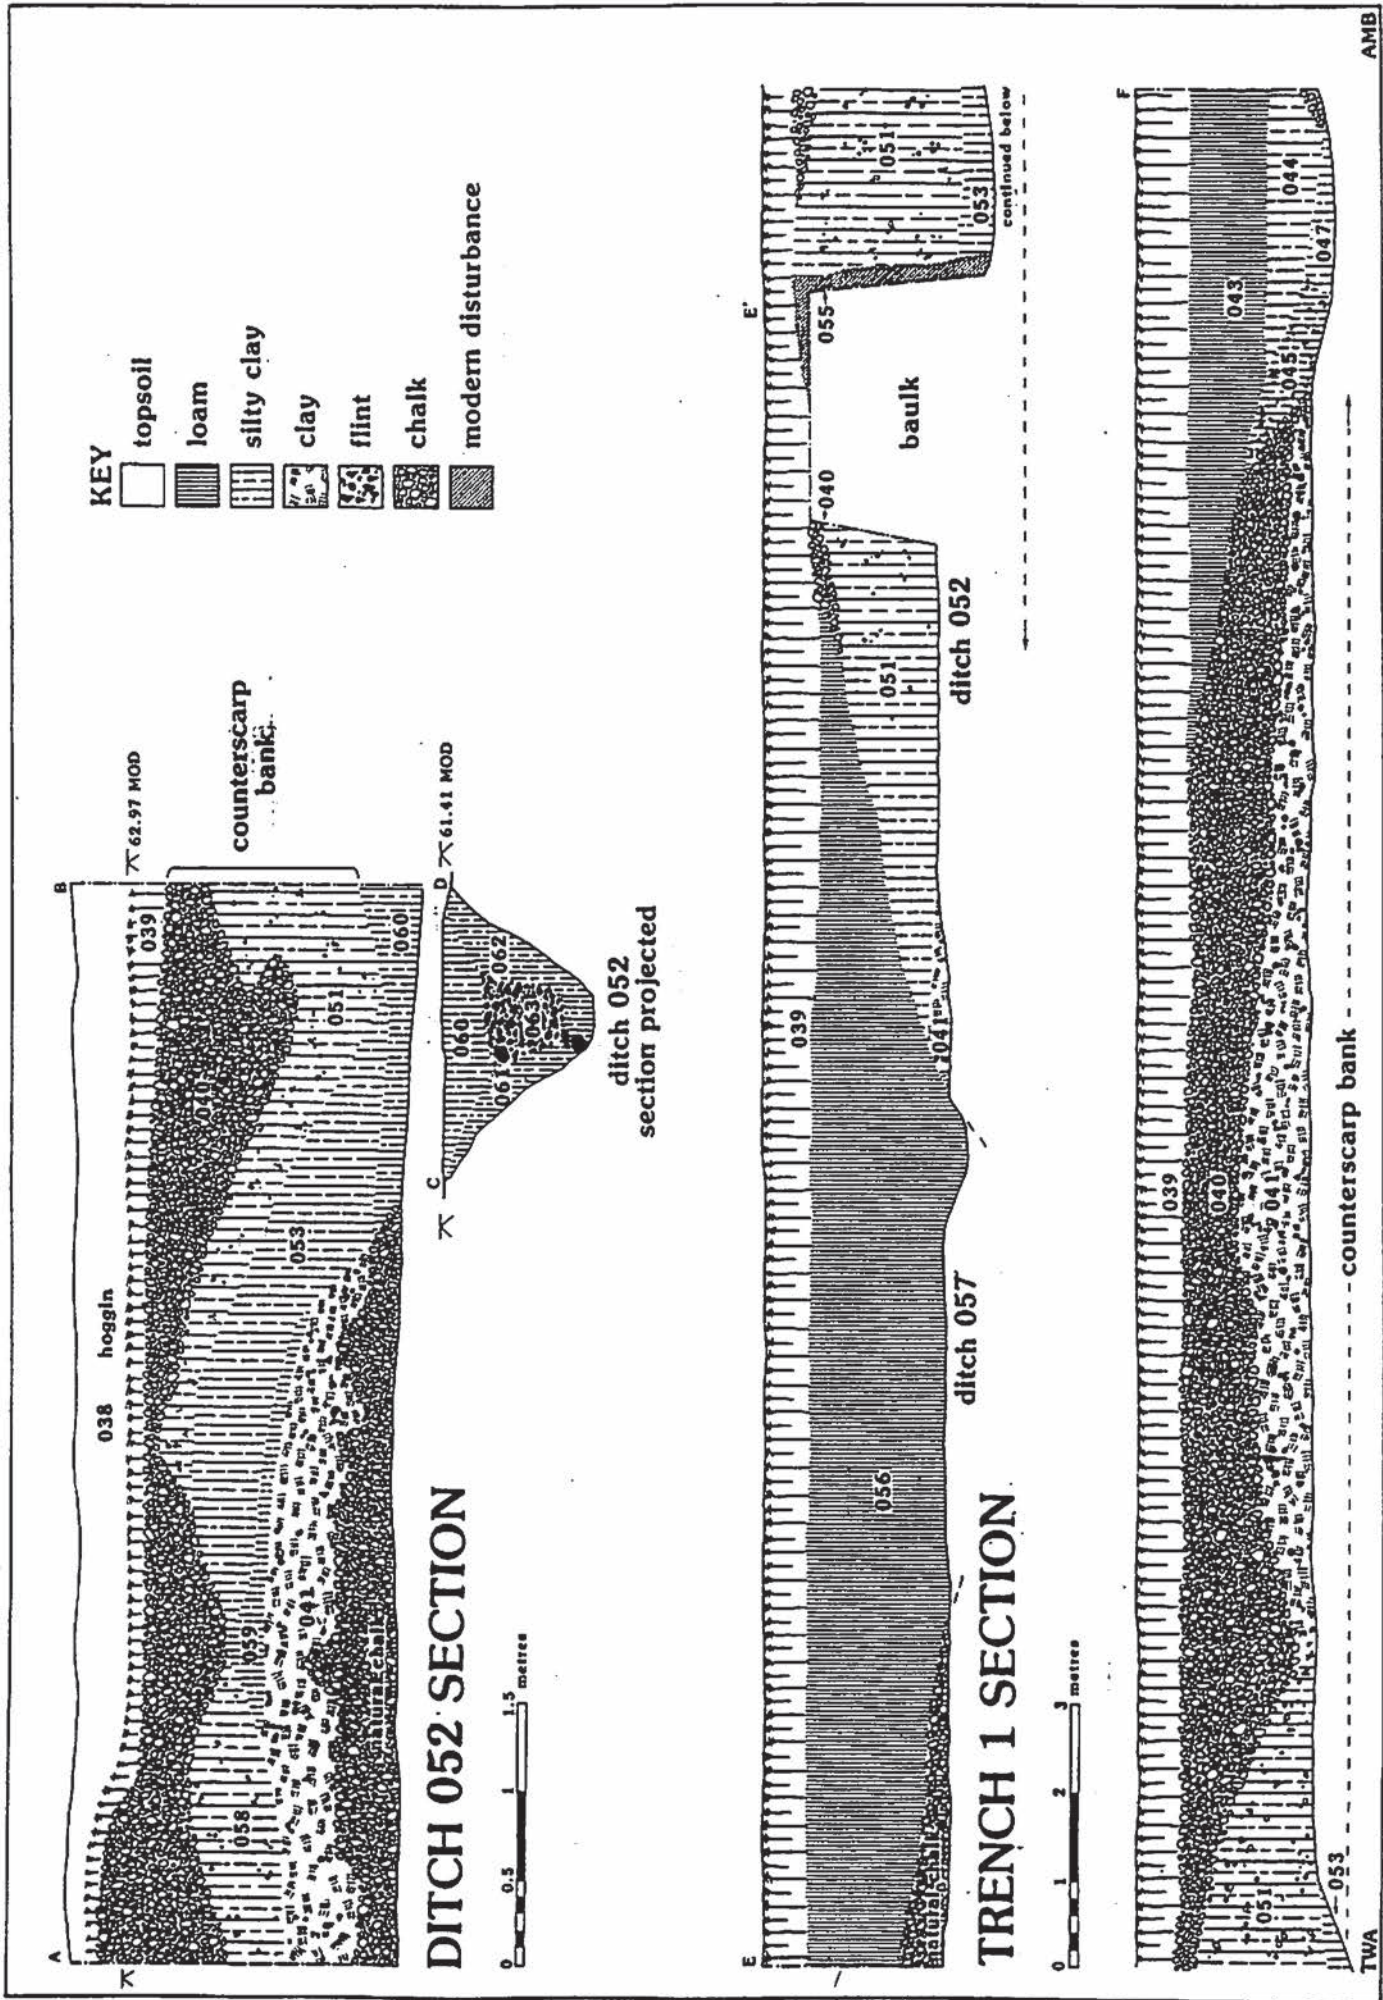 A
B
038 hoggin
62.97 MOD
039
040
counterscarp
bank
051
053
058
059
041
060
natural chalk
DITCH 052 SECTION
0 0.5 1 1.5 metres
C
D
61.41 MOD
060
061
062
063
ditch 052
section projected
KEY
topsoil
loam
silty clay
clay
flint
chalk
modern disturbance
E
E'
039
040
055
051
051
053
041
056
baulk
natural chalk
ditch 057
ditch 052
continued below
TRENCH 1 SECTION
0 1 2 3 metres
F
039
040
041
043
044
045
047
051
053
counterscarp bank
TWA
AMB